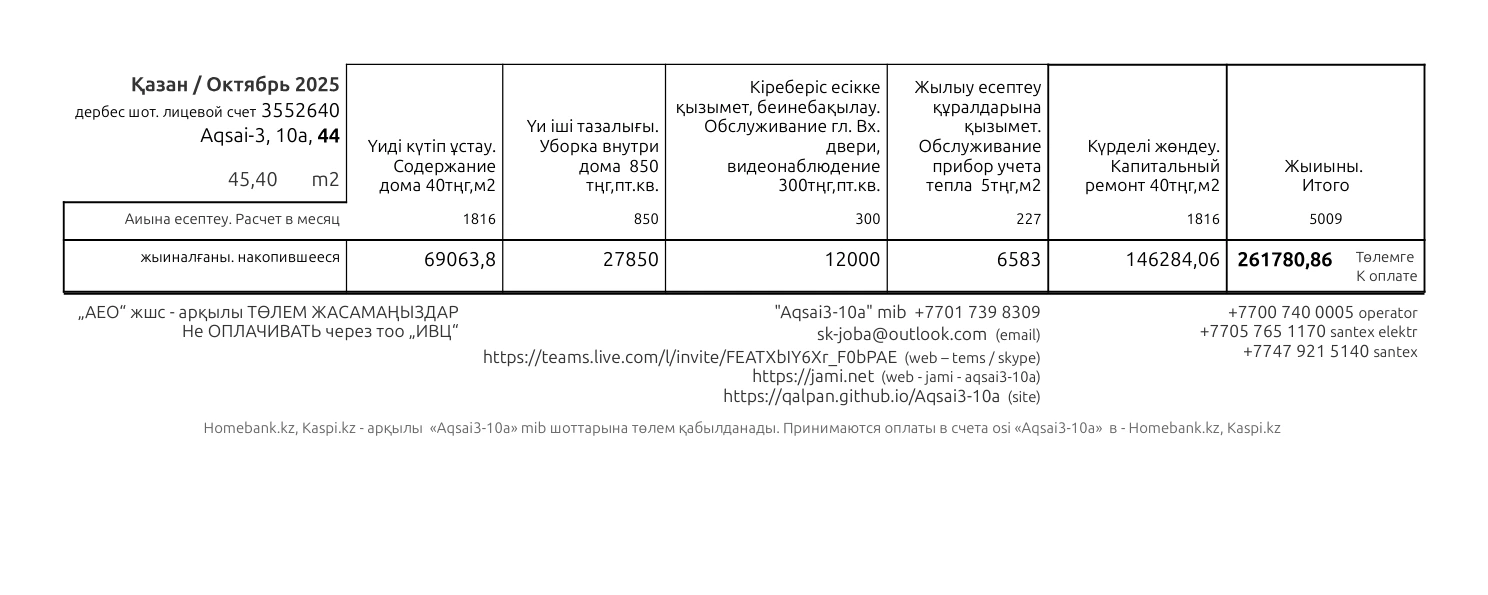 Қазан / Октябрь 2025
дербес шот. лицевой счет 3552640
Aqsai-3, 10a, 44
45,40 m2
Үиді күтіп ұстау.
Содержание
дома 40тңг,м2
Үи іші тазалығы.
Уборка внутри
дома 850
тңг,пт.кв.
Кіреберіс есікке
қызымет, беинебақылау.
Обслуживание гл. Вх.
двери,
видеонаблюдение
300тңг,пт.кв.
Жылыу есептеу
құралдарына
қызымет.
Обслуживание
прибор учета
тепла 5тңг,м2
Күрделі жөндеу.
Капитальный
ремонт 40тңг,м2
Жыиыны.
Итого
Аиына есептеу. Расчет в месяц 1816 850 300 227 1816 5009
жыиналғаны. накопившееся 69063,8 27850 12000 6583 146284,06 261780,86 Төлемге
К оплате
„АЕО“ жшс - арқылы ТӨЛЕМ ЖАСАМАҢЫЗДАР
Не ОПЛАЧИВАТЬ через тоо „ИВЦ“
"Aqsai3-10a" mib +7701 739 8309
sk-joba@outlook.com (email)
https://teams.live.com/l/invite/FEATXbIY6Xr_F0bPAE (web – tems / skype)
https://jami.net (web - jami - aqsai3-10a)
https://qalpan.github.io/Aqsai3-10a (site)
+7700 740 0005 operator
+7705 765 1170 santex elektr
+7747 921 5140 santex
Homebank.kz, Kaspi.kz - арқылы «Aqsai3-10a» mib шоттарына төлем қабылданады. Принимаются оплаты в счета osi «Aqsai3-10a» в - Homebank.kz, Kaspi.kz